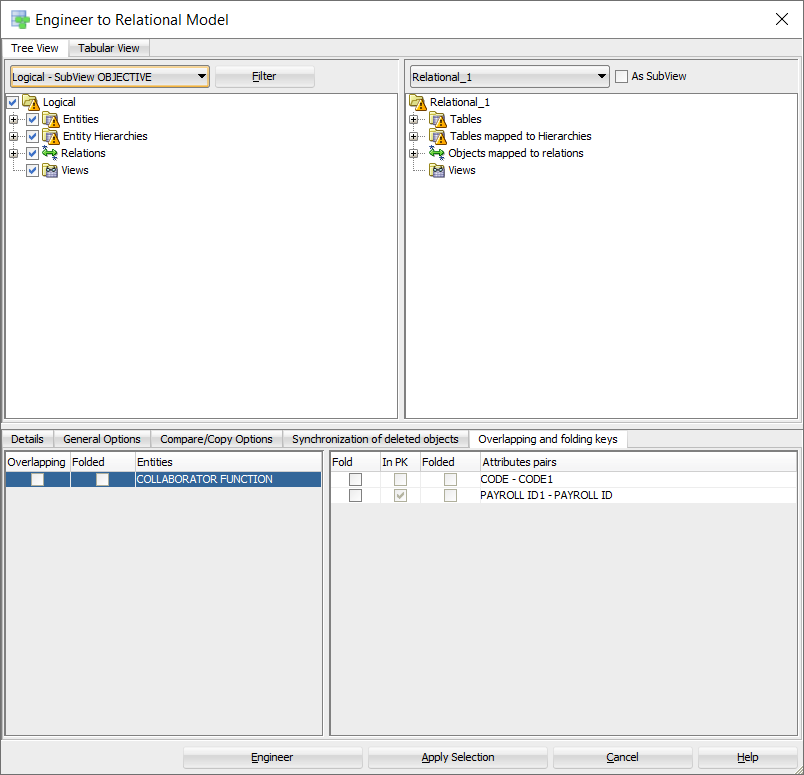 Engineer to Relational Model
Tree View Tabular View
Logical - SubView OBJECTIVE Filter Relational_1 As SubView
Logical
Entities
Entity Hierarchies
Relations
Views
Relational_1
Tables
Tables mapped to Hierarchies
Objects mapped to relations
Views
Details General Options Compare/Copy Options Synchronization of deleted objects Overlapping and folding keys
Overlapping Folded Entities
COLLABORATOR FUNCTION
Fold In PK Folded Attributes pairs
CODE - CODE1
PAYROLL ID1 - PAYROLL ID
Engineer Apply Selection Cancel Help